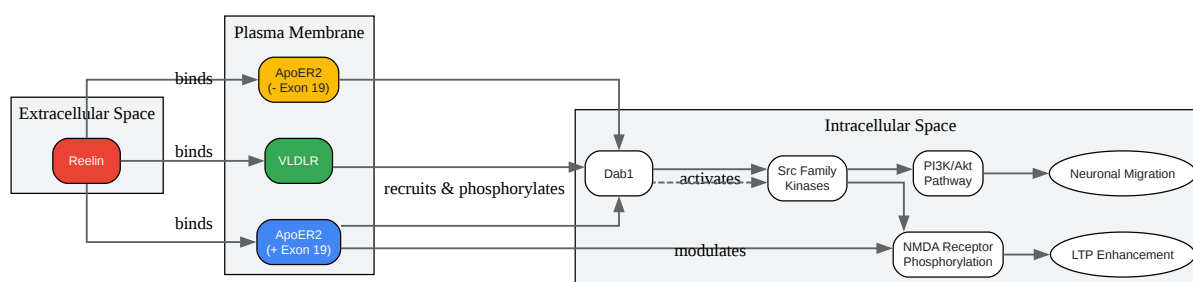 Plasma Membrane
ApoER2
(- Exon 19)
binds
Extracellular Space
Reelin
binds
VLDLR
recruits & phosphorylates
binds
ApoER2
(+ Exon 19)
modulates
Intracellular Space
Dab1
activates
Src Family
Kinases
PI3K/Akt
Pathway
Neuronal Migration
NMDA Receptor
Phosphorylation
LTP Enhancement